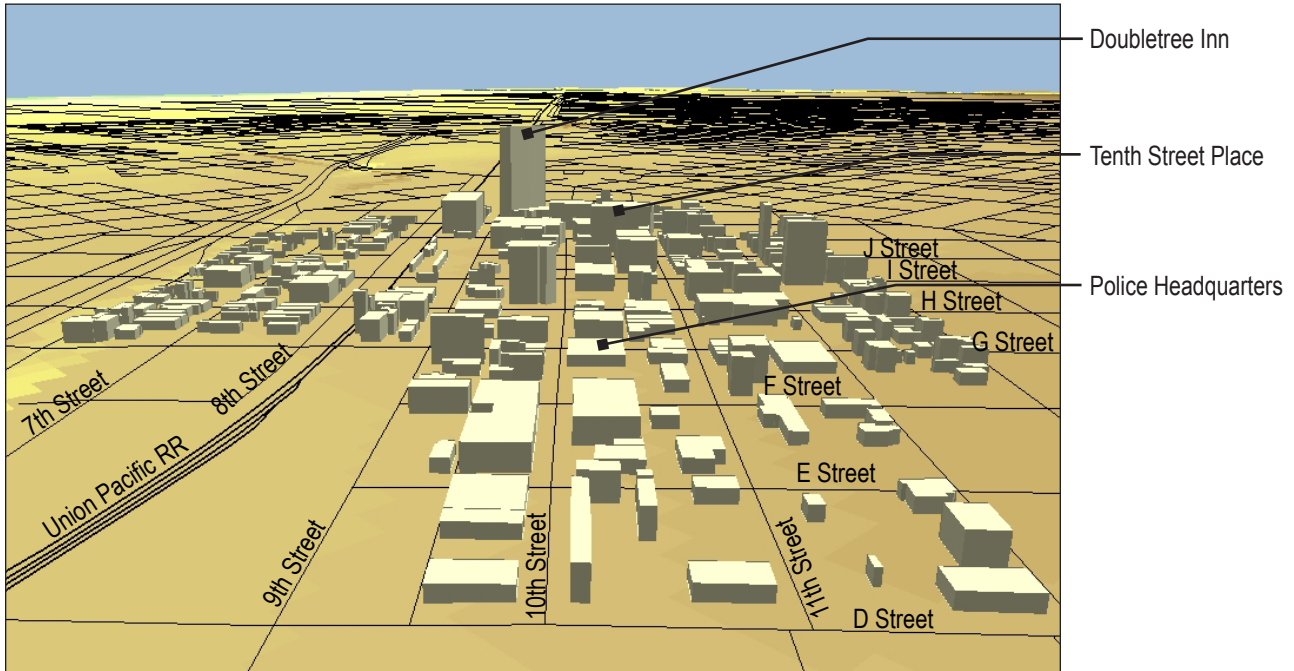 Doubletree Inn
Tenth Street Place
J Street
I Street
Police Headquarters
H Street
G Street
7th Street
8th Street
F Street
Union Pacific RR
E Street
9th Street
10th Street
11th Street
D Street